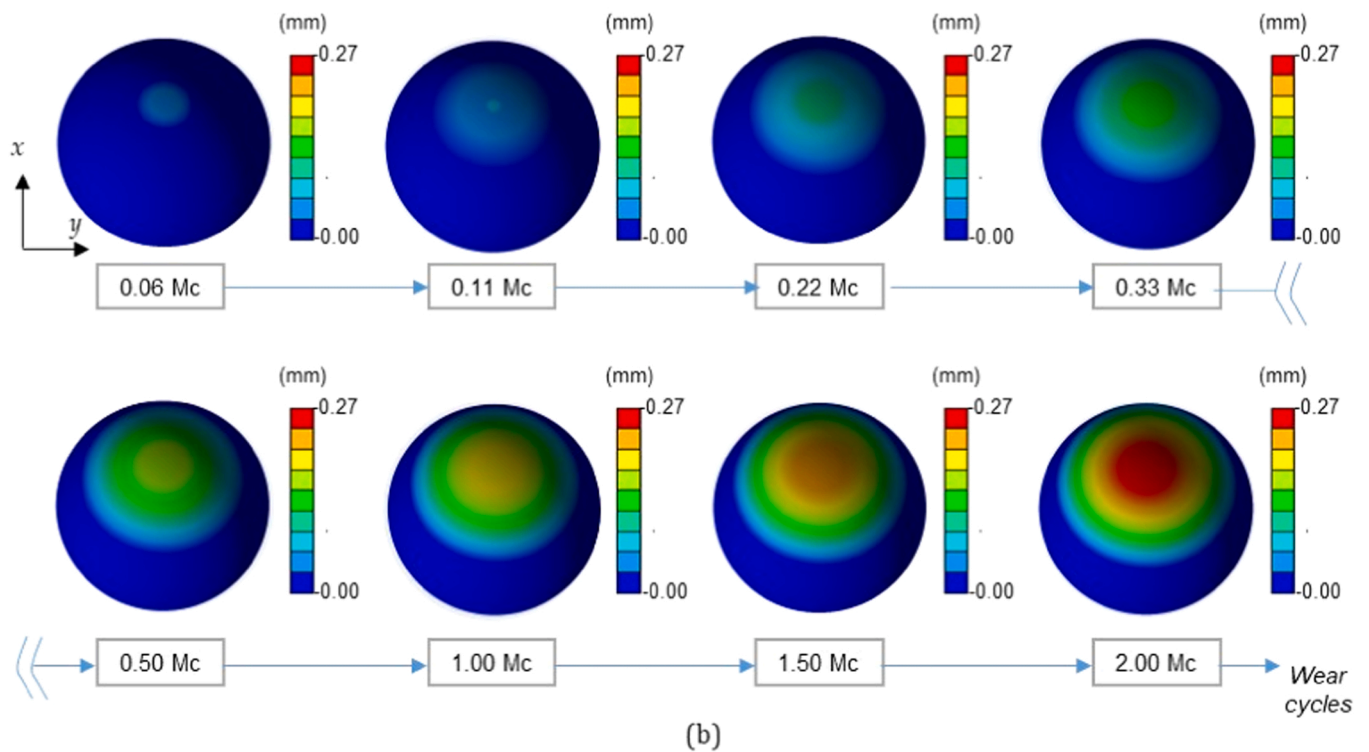 (mm) (mm) (mm) (mm)
0.27 0.27 0.27 0.27
x
y
0.00 0.00 0.00 0.00
0.06 Mc 0.11 Mc 0.22 Mc 0.33 Mc
(mm) (mm) (mm) (mm)
0.27 0.27 0.27 0.27
0.00 0.00 0.00 0.00
0.50 Mc 1.00 Mc 1.50 Mc 2.00 Mc
Wear
cycles
(b)